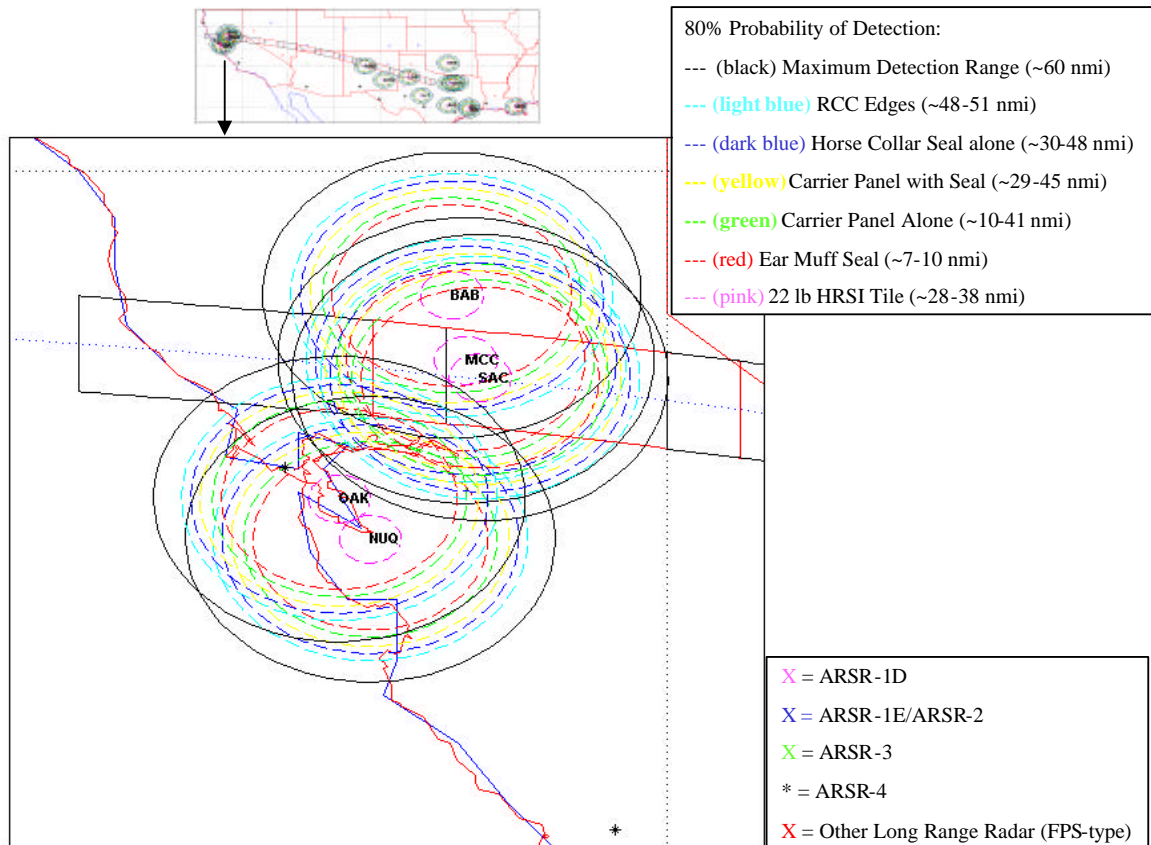 80% Probability of Detection:
--- (black) Maximum Detection Range (~60 nmi)
--- (light blue) RCC Edges (~48-51 nmi)
--- (dark blue) Horse Collar Seal alone (~30-48 nmi)
--- (yellow) Carrier Panel with Seal (~29-45 nmi)
--- (green) Carrier Panel Alone (~10-41 nmi)
--- (red) Ear Muff Seal (~7-10 nmi)
--- (pink) 22 lb HRSI Tile (~28-38 nmi)
BAB
MCC
SAC
OAK
NUQ
X = ARSR-1D
X = ARSR-1E/ARSR-2
X = ARSR-3
* = ARSR-4
X = Other Long Range Radar (FPS-type)